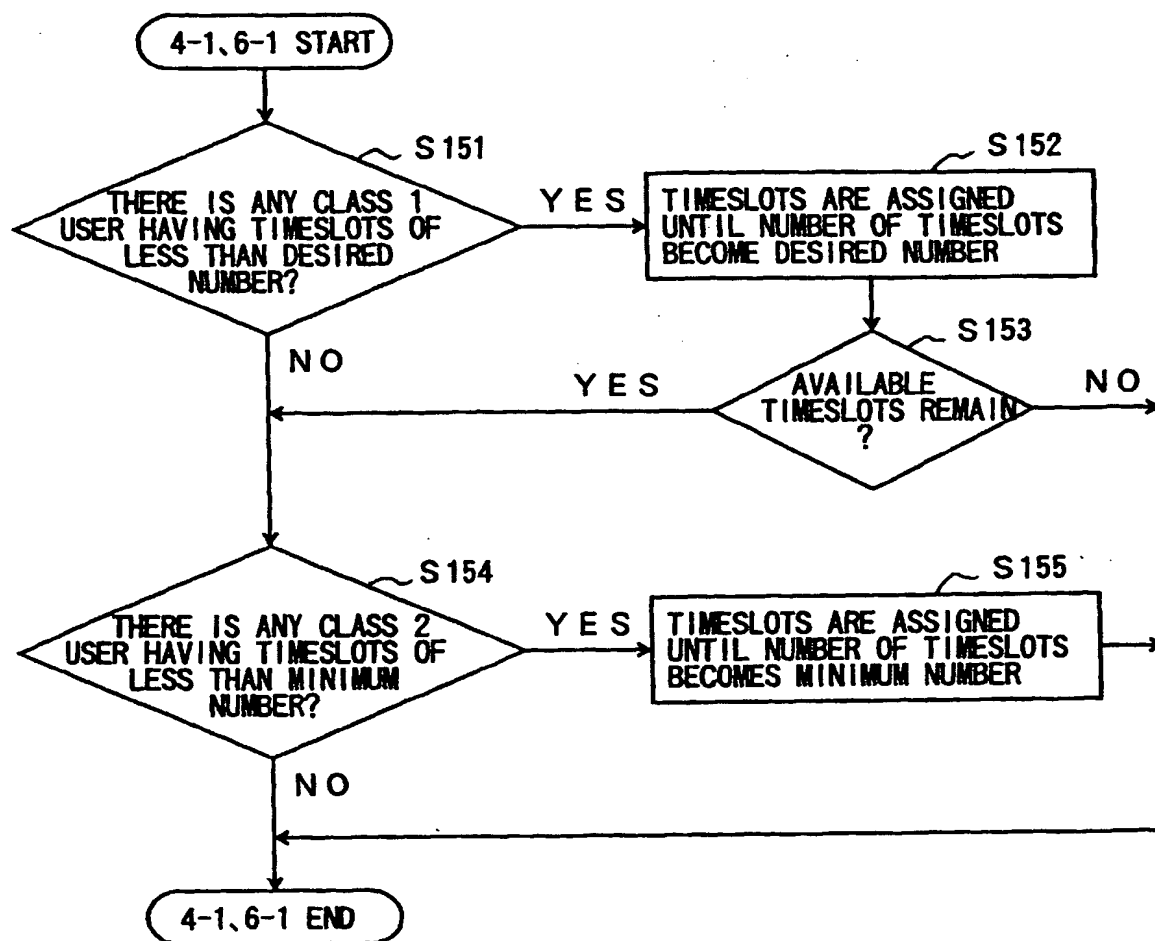 4-1、6-1 START
S151
THERE IS ANY CLASS 1
USER HAVING TIMESLOTS OF
LESS THAN DESIRED
NUMBER?
YES
S152
TIMESLOTS ARE ASSIGNED
UNTIL NUMBER OF TIMESLOTS
BECOME DESIRED NUMBER
NO
S153
AVAILABLE
TIMESLOTS REMAIN
?
YES
NO
S154
THERE IS ANY CLASS 2
USER HAVING TIMESLOTS OF
LESS THAN MINIMUM
NUMBER?
YES
S155
TIMESLOTS ARE ASSIGNED
UNTIL NUMBER OF TIMESLOTS
BECOMES MINIMUM NUMBER
NO
4-1、6-1 END